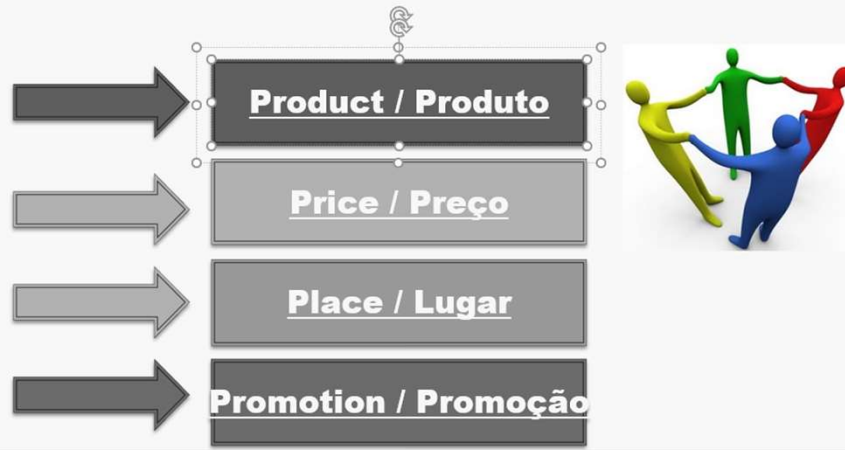 Product / Produto
Price / Preço
Place / Lugar
Promotion / Promoção